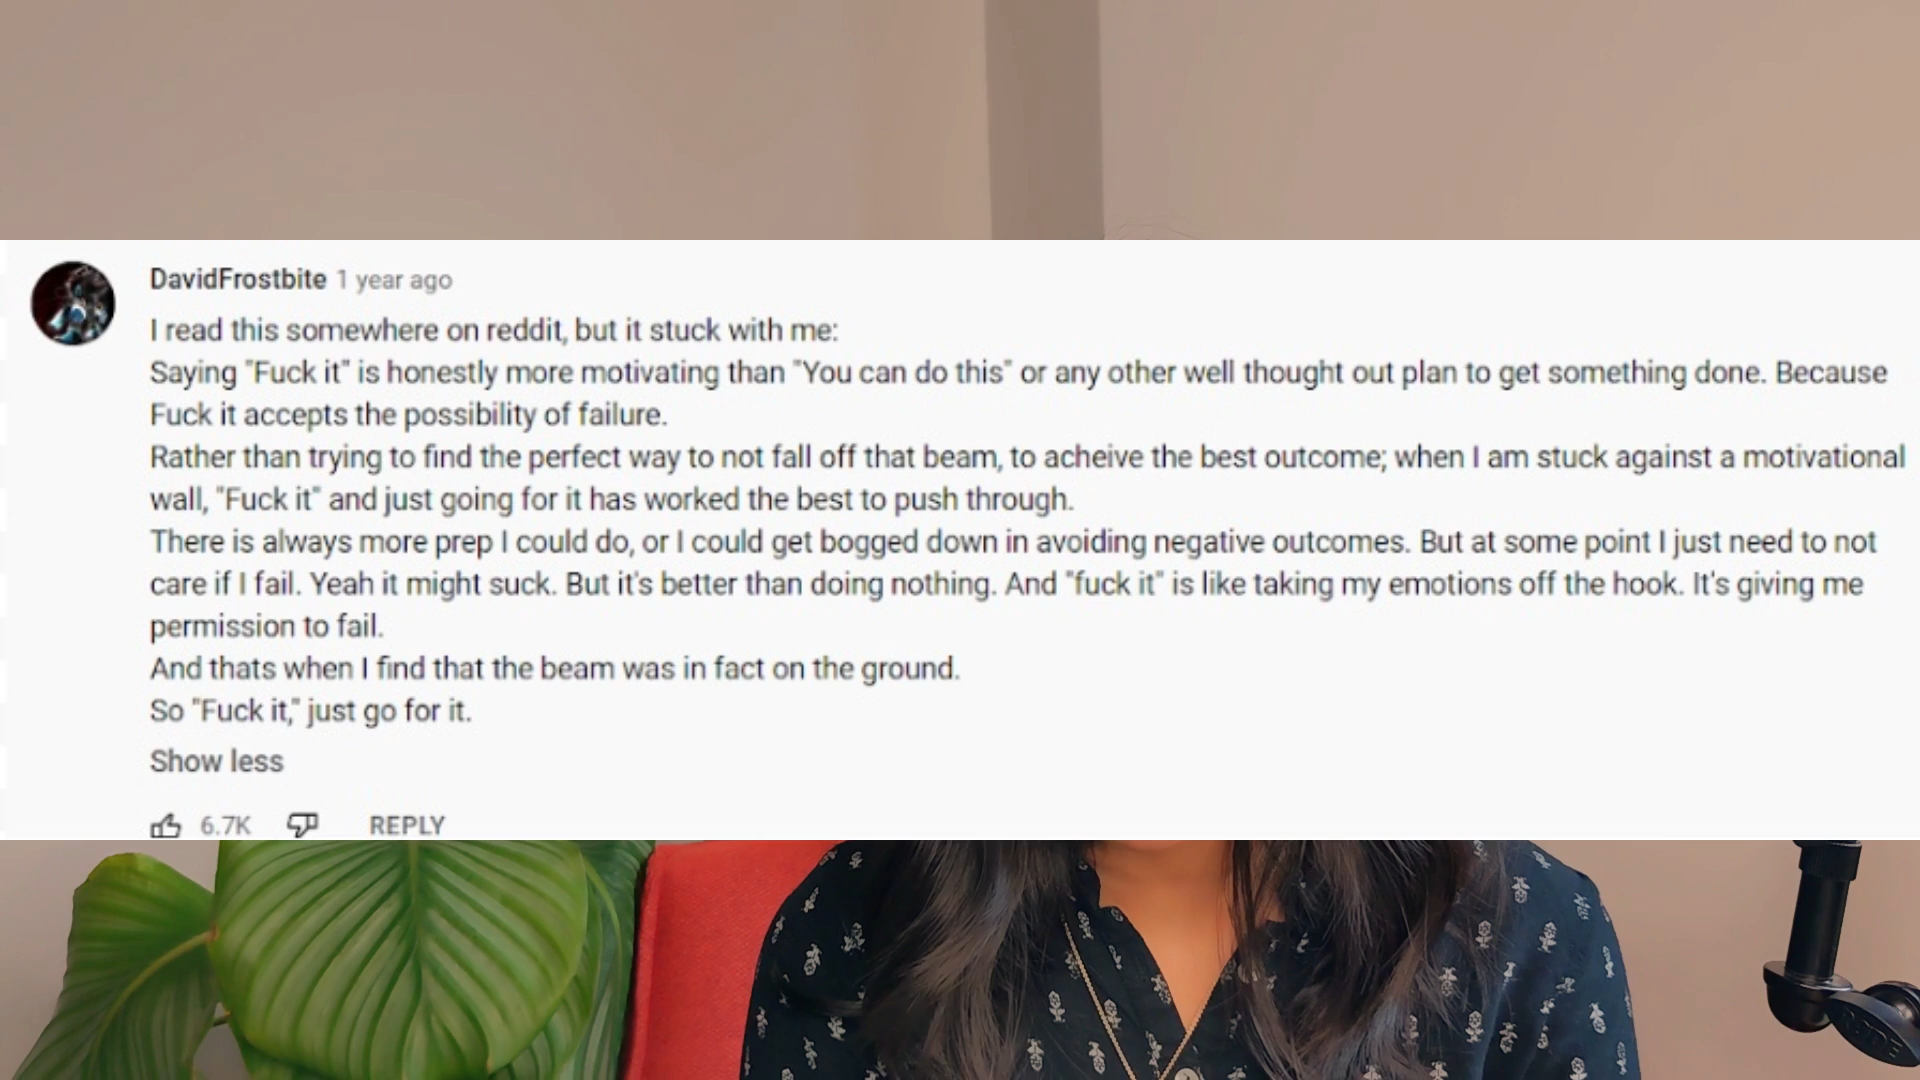 DavidFrostbite 1 year ago
I read this somewhere on reddit, but it stuck with me:
Saying "Fuck it" is honestly more motivating than "You can do this" or any other well thought out plan to get something done. Because
Fuck it accepts the possibility of failure.
Rather than trying to find the perfect way to not fall off that beam, to acheive the best outcome; when I am stuck against a motivational
wall, "Fuck it" and just going for it has worked the best to push through.
There is always more prep I could do, or I could get bogged down in avoiding negative outcomes. But at some point I just need to not
care if I fail. Yeah it might suck. But it's better than doing nothing. And "fuck it" is like taking my emotions off the hook. It's giving me
permission to fail.
And thats when I find that the beam was in fact on the ground.
So "Fuck it," just go for it.
Show less
6.7K REPLY
RODE